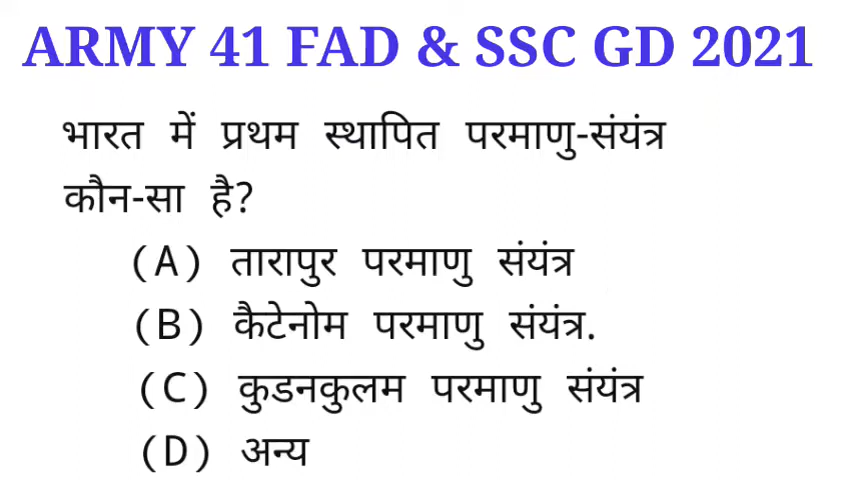 ARMY 41 FAD & SSC GD 2021
भारत में प्रथम स्थापित परमाणु-संयंत्र
कौन-सा है?
(A) तारापुर परमाणु संयंत्र
(B) कैटेनोम परमाणु संयंत्र.
(C) कुडनकुलम परमाणु संयंत्र
(D) अन्य